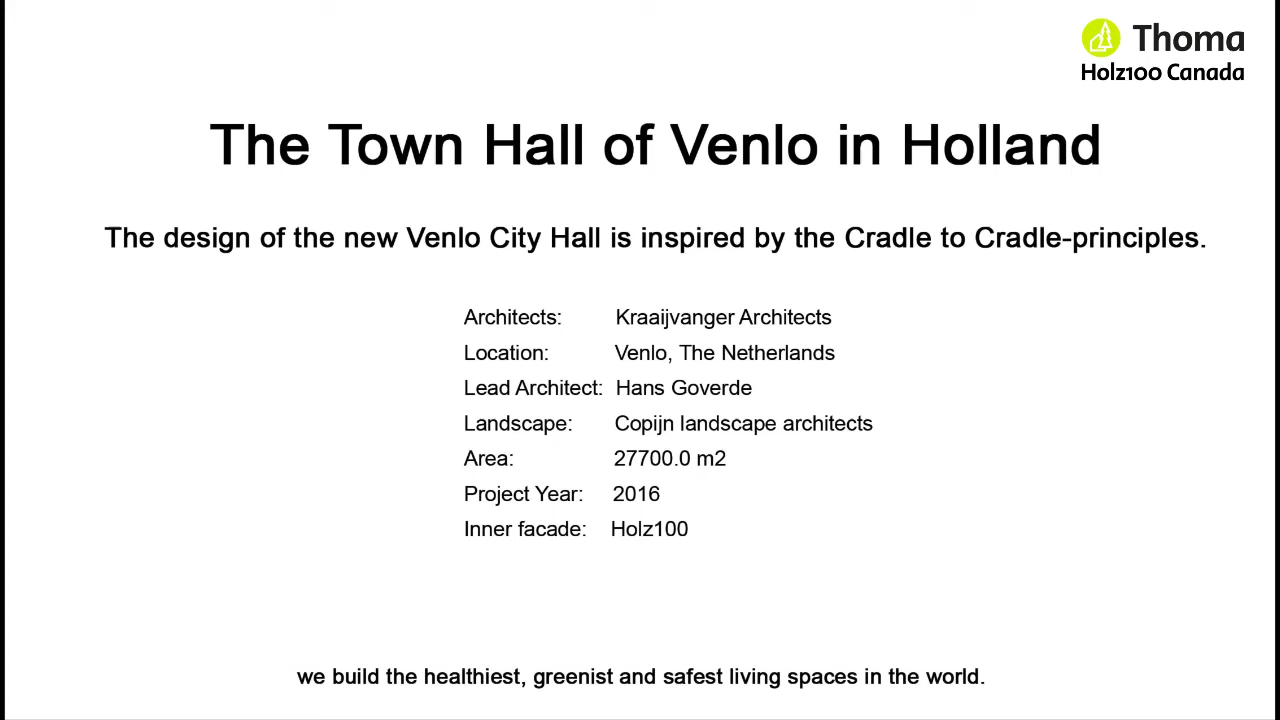 Thoma
Holz100 Canada
The Town Hall of Venlo in Holland
The design of the new Venlo City Hall is inspired by the Cradle to Cradle-principles.
Architects: Kraaijvanger Architects
Location: Venlo, The Netherlands
Lead Architect: Hans Goverde
Landscape: Copijn landscape architects
Area: 27700.0 m2
Project Year: 2016
Inner facade: Holz100
we build the healthiest, greenist and safest living spaces in the world.